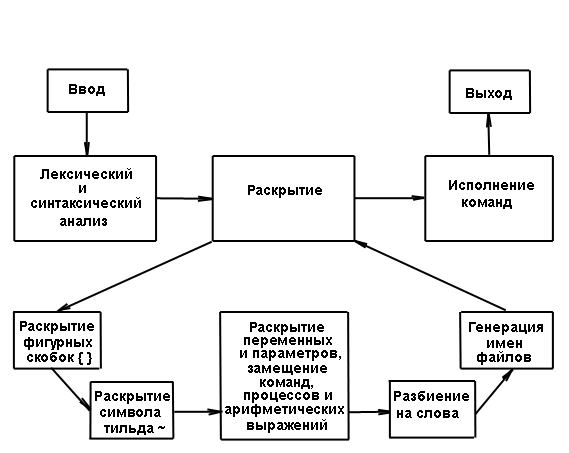 Ввод
Выход
Лексический
и
синтаксический
анализ
Раскрытие
Исполнение
команд
Раскрытие
фигурных
скобок { }
Раскрытие
символа
тильда ~
Раскрытие
переменных
и параметров,
замещение
команд,
процессов и
арифметических
выражений
Разбиение
на слова
Генерация
имен
файлов